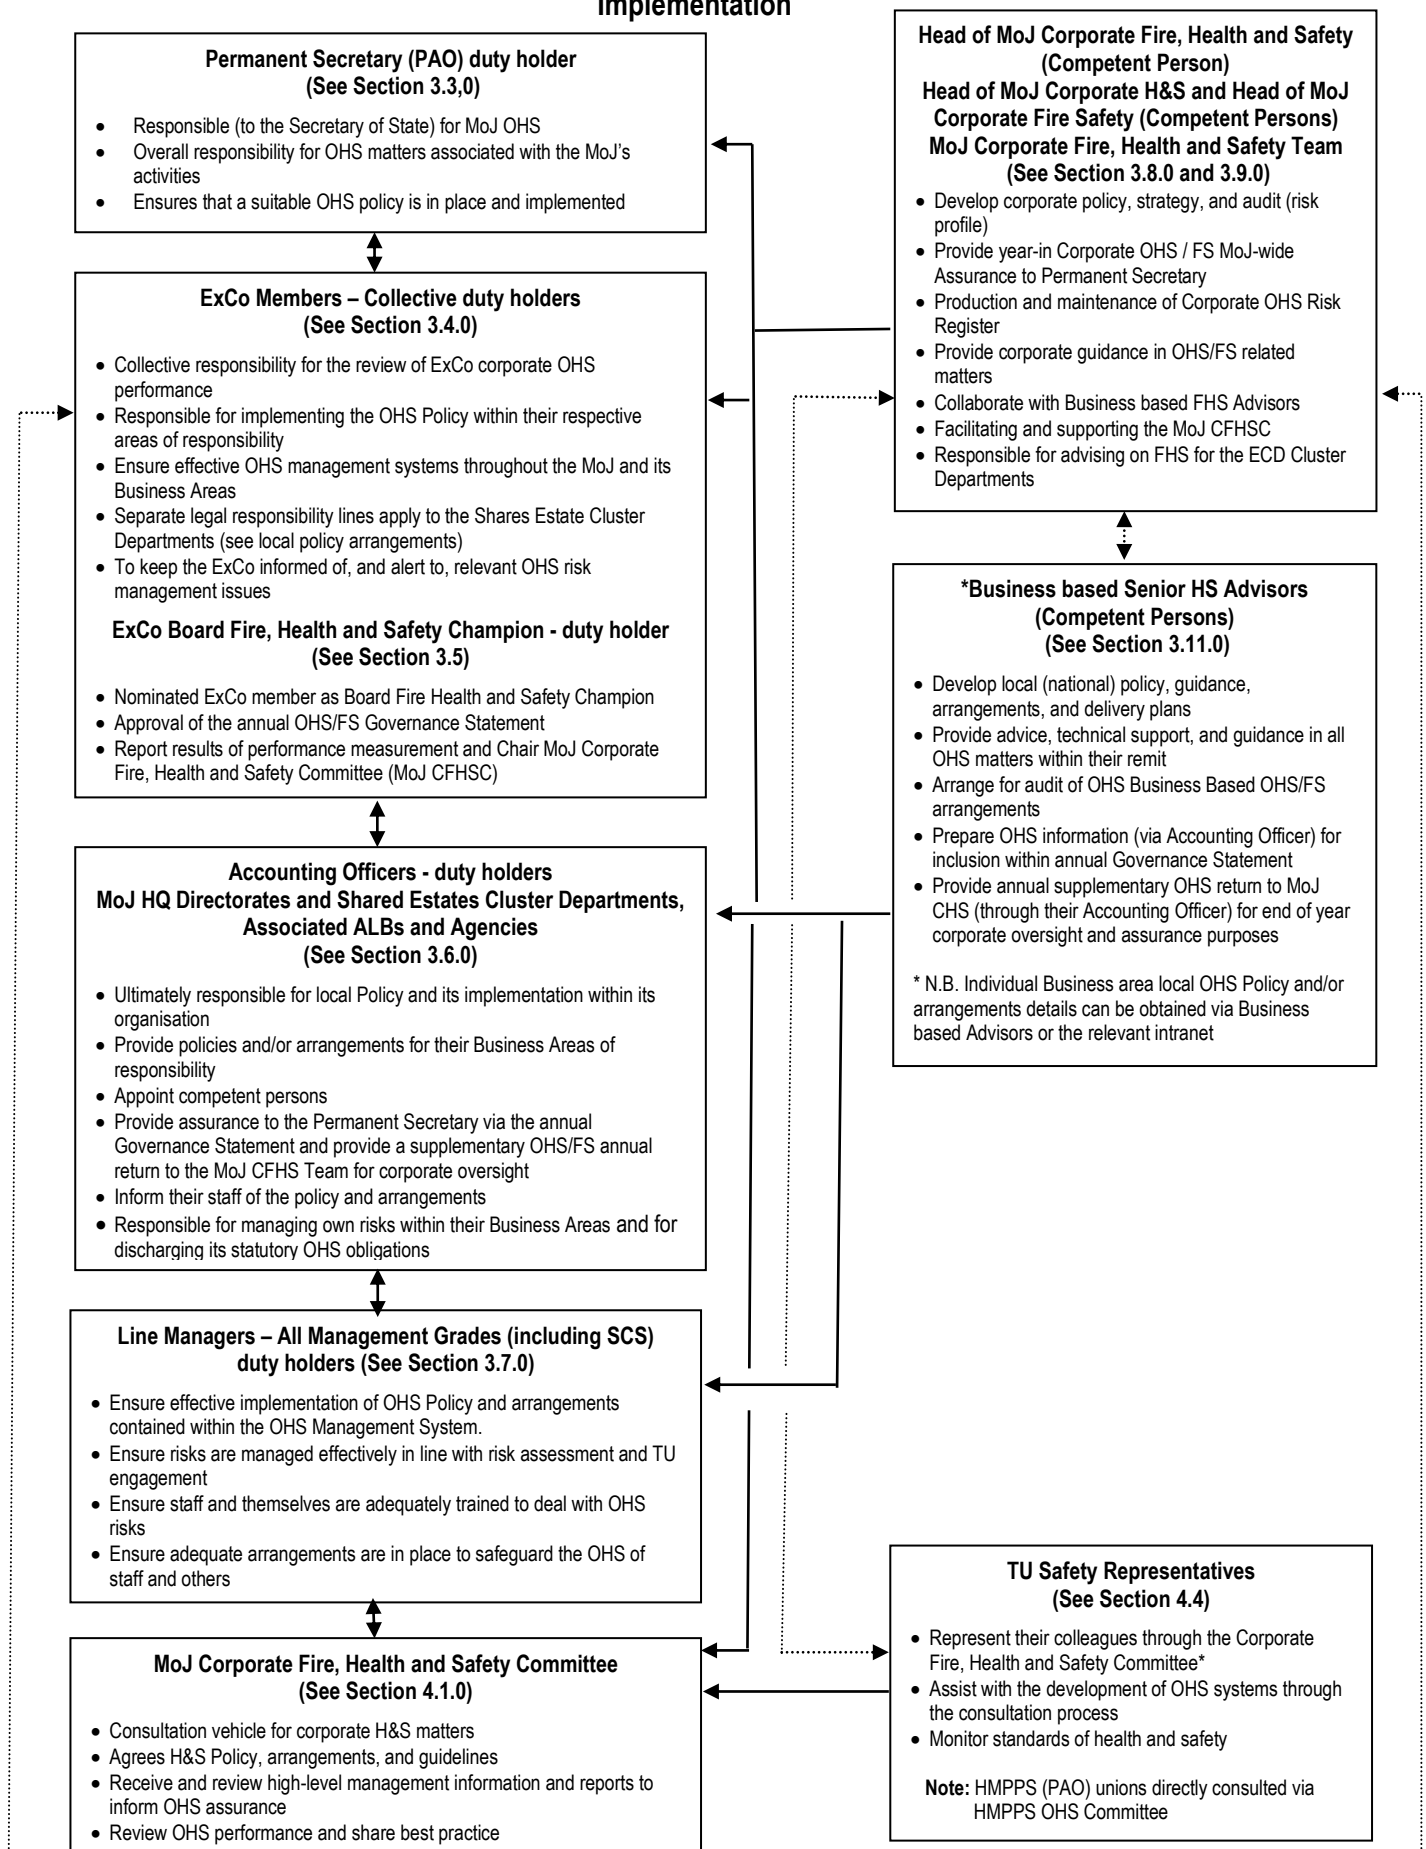 Implementation
Permanent Secretary (PAO) duty holder
(See Section 3.3,0)
• Responsible (to the Secretary of State) for MoJ OHS
• Overall responsibility for OHS matters associated with the MoJ's
activities
• Ensures that a suitable OHS policy is in place and implemented
ExCo Members – Collective duty holders
(See Section 3.4.0)
• Collective responsibility for the review of ExCo corporate OHS
performance
• Responsible for implementing the OHS Policy within their respective
areas of responsibility
• Ensure effective OHS management systems throughout the MoJ and its
Business Areas
• Separate legal responsibility lines apply to the Shares Estate Cluster
Departments (see local policy arrangements)
• To keep the ExCo informed of, and alert to, relevant OHS risk
management issues
ExCo Board Fire, Health and Safety Champion - duty holder
(See Section 3.5)
• Nominated ExCo member as Board Fire Health and Safety Champion
• Approval of the annual OHS/FS Governance Statement
• Report results of performance measurement and Chair MoJ Corporate
Fire, Health and Safety Committee (MoJ CFHSC)
Accounting Officers - duty holders
MoJ HQ Directorates and Shared Estates Cluster Departments,
Associated ALBs and Agencies
(See Section 3.6.0)
• Ultimately responsible for local Policy and its implementation within its
organisation
• Provide policies and/or arrangements for their Business Areas of
responsibility
• Appoint competent persons
• Provide assurance to the Permanent Secretary via the annual
Governance Statement and provide a supplementary OHS/FS annual
return to the MoJ CFHS Team for corporate oversight
• Inform their staff of the policy and arrangements
• Responsible for managing own risks within their Business Areas and for
discharging its statutory OHS obligations
Line Managers – All Management Grades (including SCS)
duty holders (See Section 3.7.0)
• Ensure effective implementation of OHS Policy and arrangements
contained within the OHS Management System.
• Ensure risks are managed effectively in line with risk assessment and TU
engagement
• Ensure staff and themselves are adequately trained to deal with OHS
risks
• Ensure adequate arrangements are in place to safeguard the OHS of
staff and others
MoJ Corporate Fire, Health and Safety Committee
(See Section 4.1.0)
• Consultation vehicle for corporate H&S matters
• Agrees H&S Policy, arrangements, and guidelines
• Receive and review high-level management information and reports to
inform OHS assurance
• Review OHS performance and share best practice
Head of MoJ Corporate Fire, Health and Safety
(Competent Person)
Head of MoJ Corporate H&S and Head of MoJ
Corporate Fire Safety (Competent Persons)
MoJ Corporate Fire, Health and Safety Team
(See Section 3.8.0 and 3.9.0)
• Develop corporate policy, strategy, and audit (risk
profile)
• Provide year-in Corporate OHS / FS MoJ-wide
Assurance to Permanent Secretary
• Production and maintenance of Corporate OHS Risk
Register
• Provide corporate guidance in OHS/FS related
matters
• Collaborate with Business based FHS Advisors
• Facilitating and supporting the MoJ CFHSC
• Responsible for advising on FHS for the ECD Cluster
Departments
*Business based Senior HS Advisors
(Competent Persons)
(See Section 3.11.0)
• Develop local (national) policy, guidance,
arrangements, and delivery plans
• Provide advice, technical support, and guidance in all
OHS matters within their remit
• Arrange for audit of OHS Business Based OHS/FS
arrangements
• Prepare OHS information (via Accounting Officer) for
inclusion within annual Governance Statement
• Provide annual supplementary OHS return to MoJ
CHS (through their Accounting Officer) for end of year
corporate oversight and assurance purposes
* N.B. Individual Business area local OHS Policy and/or
arrangements details can be obtained via Business
based Advisors or the relevant intranet
TU Safety Representatives
(See Section 4.4)
• Represent their colleagues through the Corporate
Fire, Health and Safety Committee*
• Assist with the development of OHS systems through
the consultation process
• Monitor standards of health and safety
Note: HMPPS (PAO) unions directly consulted via
HMPPS OHS Committee